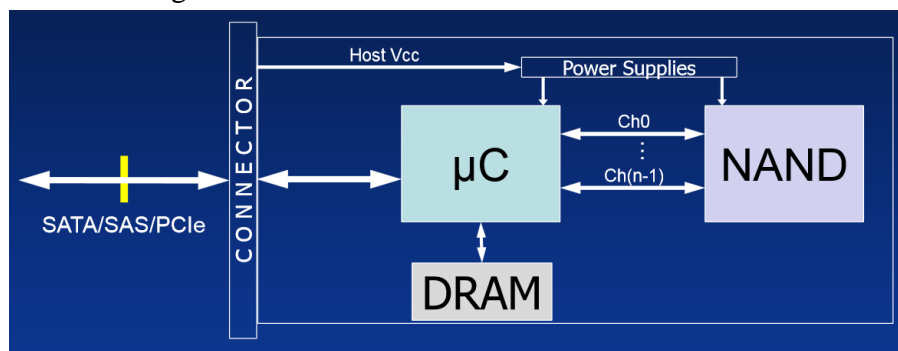 Host Vcc
Power Supplies
CONNECTOR
Ch0
⋮
Ch(n-1)
µC
NAND
SATA/SAS/PCIe
DRAM